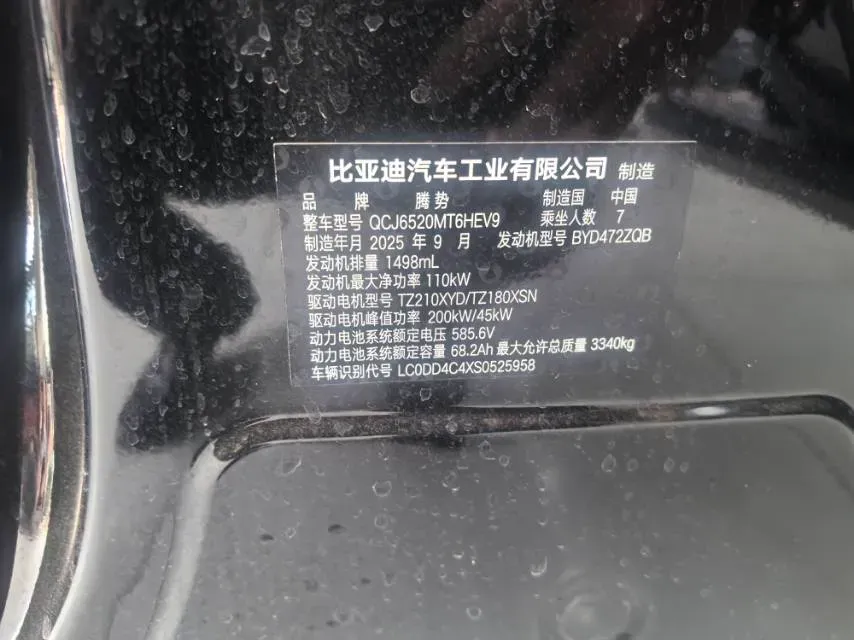 比亚迪汽车工业有限公司 制造
品 牌 腾势 制造国 中国
整车型号 QCJ6520MT6HEV9 乘坐人数 7
制造年月 2025 年 9 月 发动机型号 BYD472ZQB
发动机排量 1498mL
发动机最大净功率 110kW
驱动电机型号 TZ210XYD/TZ180XSN
驱动电机峰值功率 200kW/45kW
动力电池系统额定电压 585.6V
动力电池系统额定容量 68.2Ah 最大允许总质量 3340kg
车辆识别代号 LC0DD4C4XS0525958